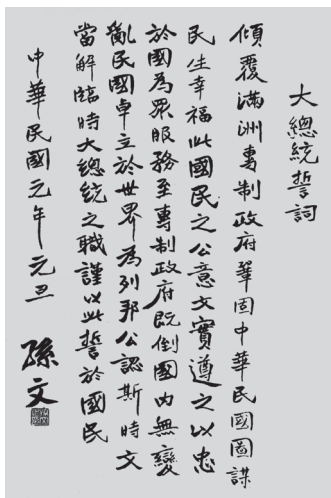 大總統誓詞
傾覆滿洲專制政府鞏固中華民國圖謀
民生幸福此國民之公意文實遵之以忠
於國為眾服務至專制政府既倒國內無變
亂民國卓立於世界為列邦公認斯時文
當解臨時大總統之職謹以此誓於國民
中華民國元年元旦
孫文